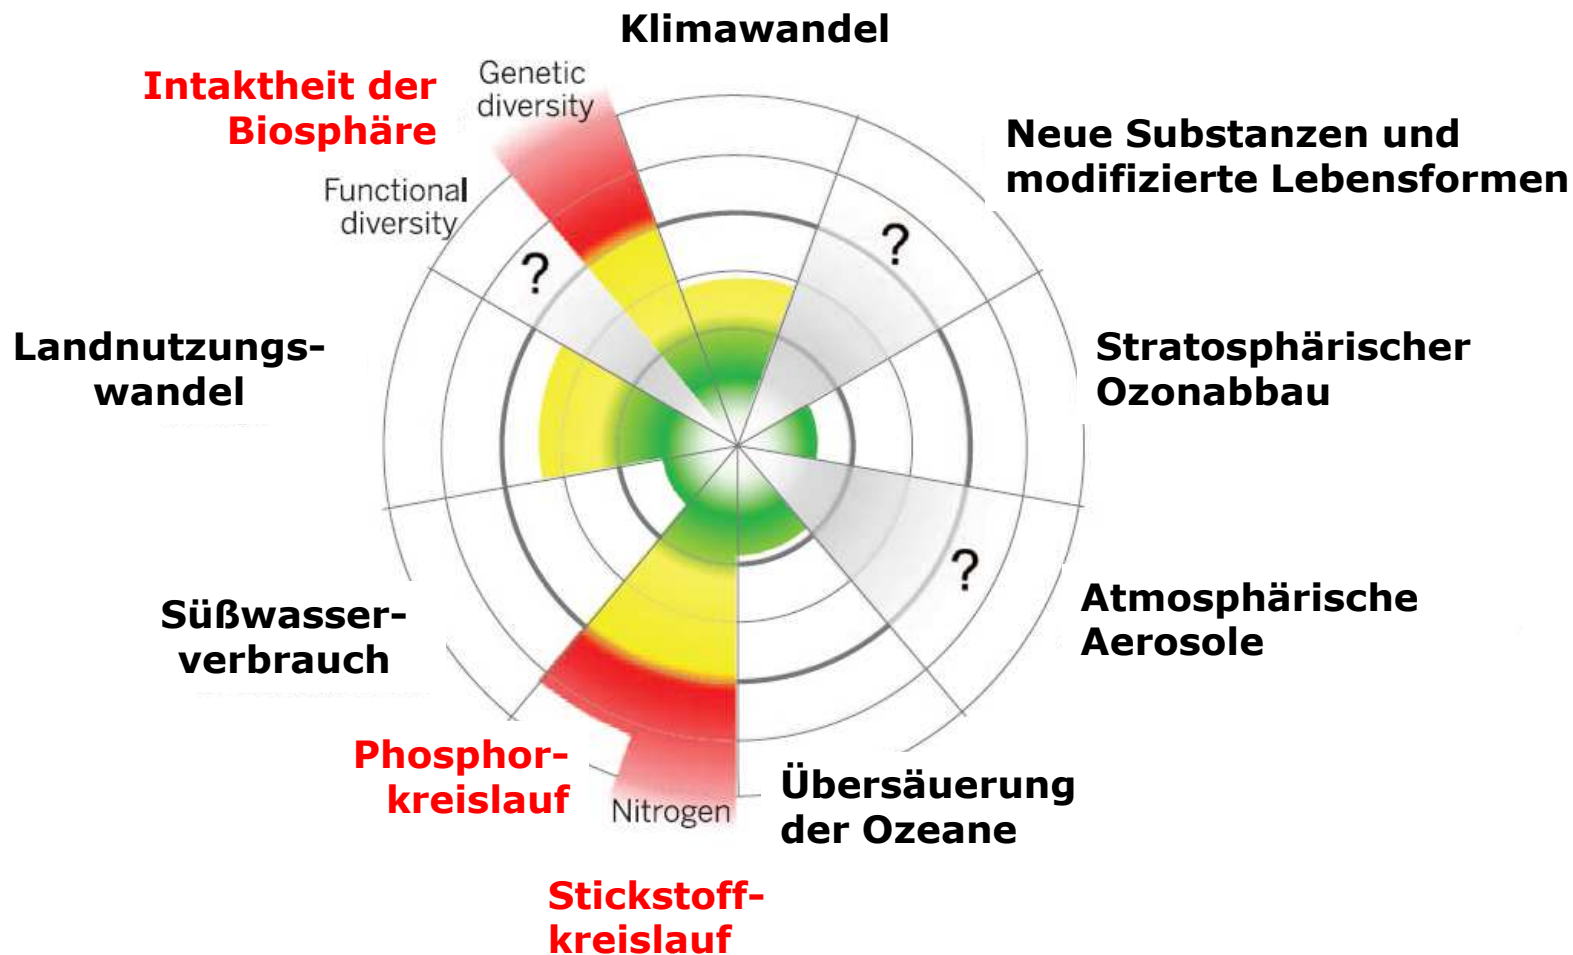 Klimawandel
Intaktheit der
Biosphäre
Genetic
diversity
Functional
diversity
Neue Substanzen und
modifizierte Lebensformen
?
?
Landnutzungs-
wandel
Stratosphärischer
Ozonabbau
?
Süßwasser-
verbrauch
Atmosphärische
Aerosole
Phosphor-
kreislauf
Nitrogen
Übersäuerung
der Ozeane
Stickstoff-
kreislauf